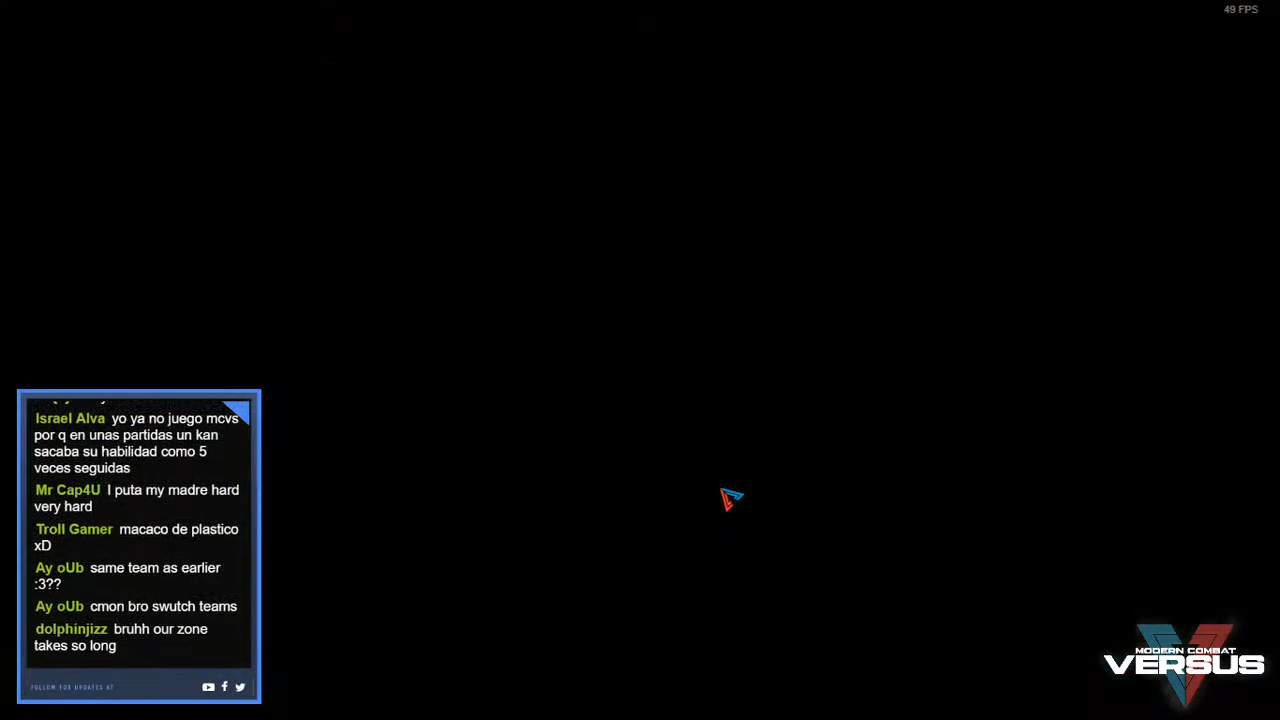 49 FPS
Israel Alva yo ya no juego mcvs
por q en unas partidas un kan
sacaba su habilidad como 5
veces seguidas
Mr Cap4U I puta my madre hard
very hard
Troll Gamer macaco de plastico
xD
Ay oUb same team as earlier
:3??
Ay oUb cmon bro swutch teams
dolphinjizz bruhh our zone
takes so long
FOLLOW FOR UPDATES AT
MODERN COMBAT
VERSUS